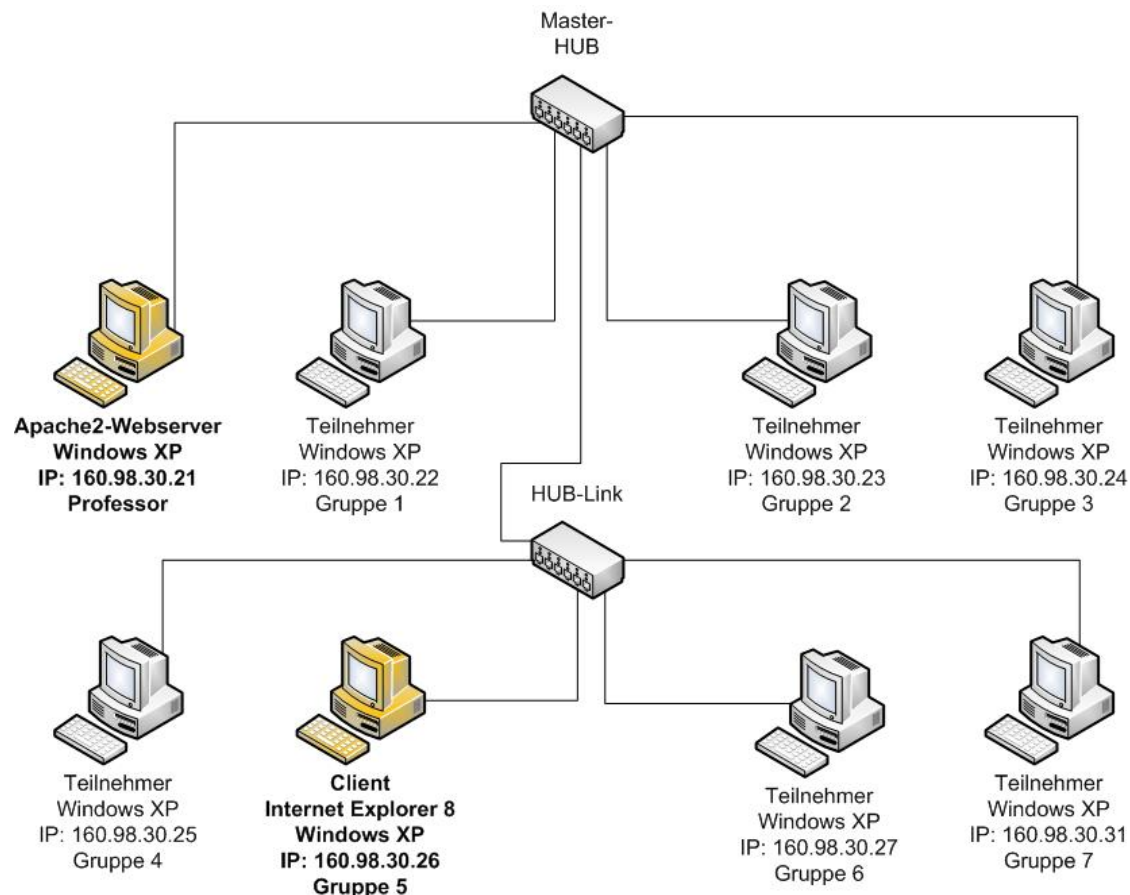 Master-
HUB
Apache2-Webserver
Windows XP
IP: 160.98.30.21
Professor
Teilnehmer
Windows XP
IP: 160.98.30.22
Gruppe 1
Teilnehmer
Windows XP
IP: 160.98.30.23
Gruppe 2
Teilnehmer
Windows XP
IP: 160.98.30.24
Gruppe 3
HUB-Link
Teilnehmer
Windows XP
IP: 160.98.30.25
Gruppe 4
Client
Internet Explorer 8
Windows XP
IP: 160.98.30.26
Gruppe 5
Teilnehmer
Windows XP
IP: 160.98.30.27
Gruppe 6
Teilnehmer
Windows XP
IP: 160.98.30.31
Gruppe 7